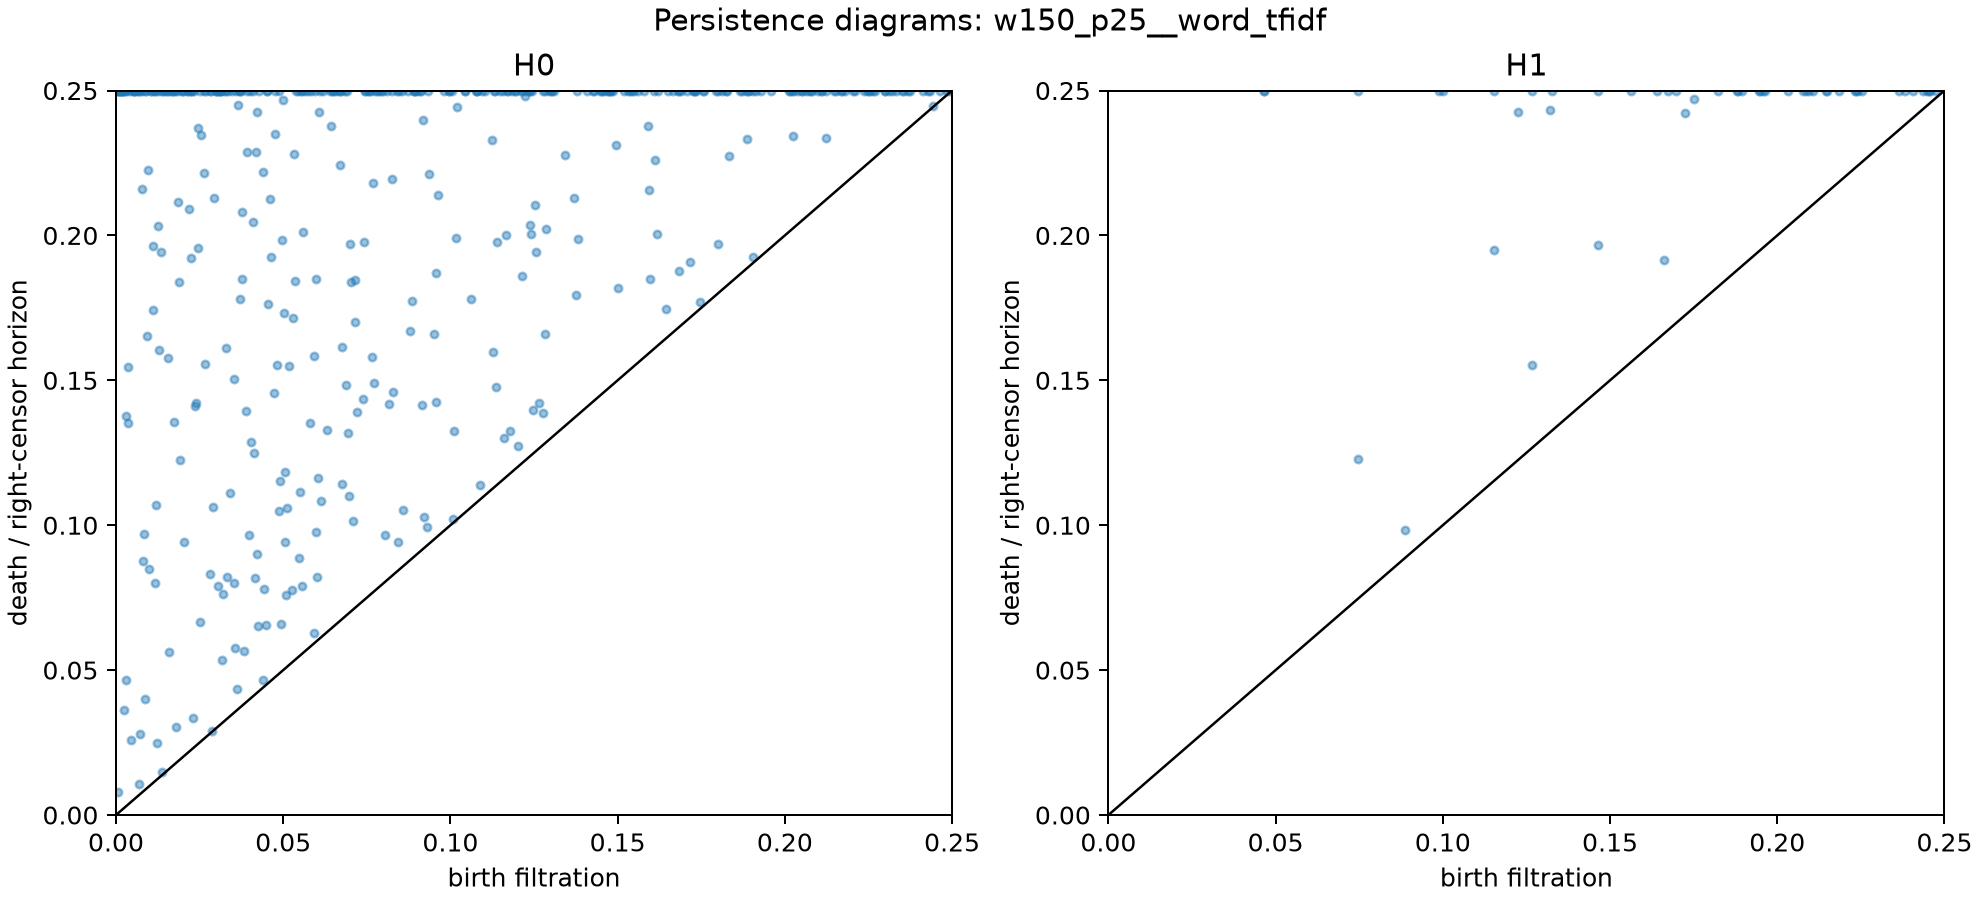 Persistence diagrams: w150_p25__word_tfidf
H0
H1
death / right-censor horizon
0.25
0.20
0.15
0.10
0.05
0.00
0.00 0.05 0.10 0.15 0.20 0.25
birth filtration
death / right-censor horizon
0.25
0.20
0.15
0.10
0.05
0.00
0.00 0.05 0.10 0.15 0.20 0.25
birth filtration